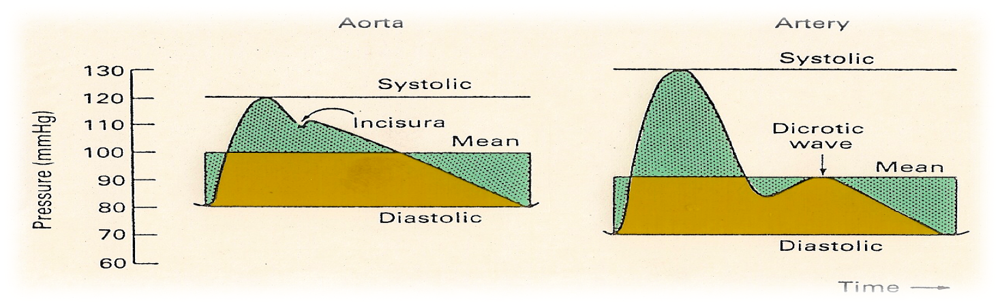 Aorta
Artery
Pressure (mmHg)
130
120
110
100
90
80
70
60
Systolic
Incisura
Mean
Diastolic
Systolic
Dicrotic
wave
Mean
Diastolic
Time